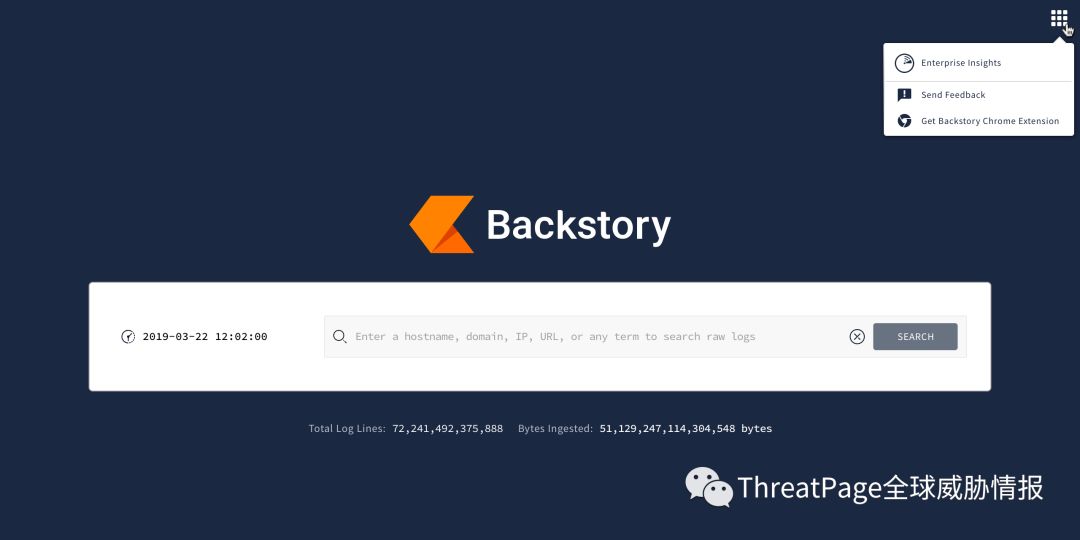 Enterprise Insights
Send Feedback
Get Backstory Chrome Extension
Backstory
2019-03-22 12:02:00
Enter a hostname, domain, IP, URL, or any term to search raw logs
SEARCH
Total Log Lines: 72,241,492,375,888 Bytes Ingested: 51,129,247,114,304,548 bytes
ThreatPage全球威胁情报